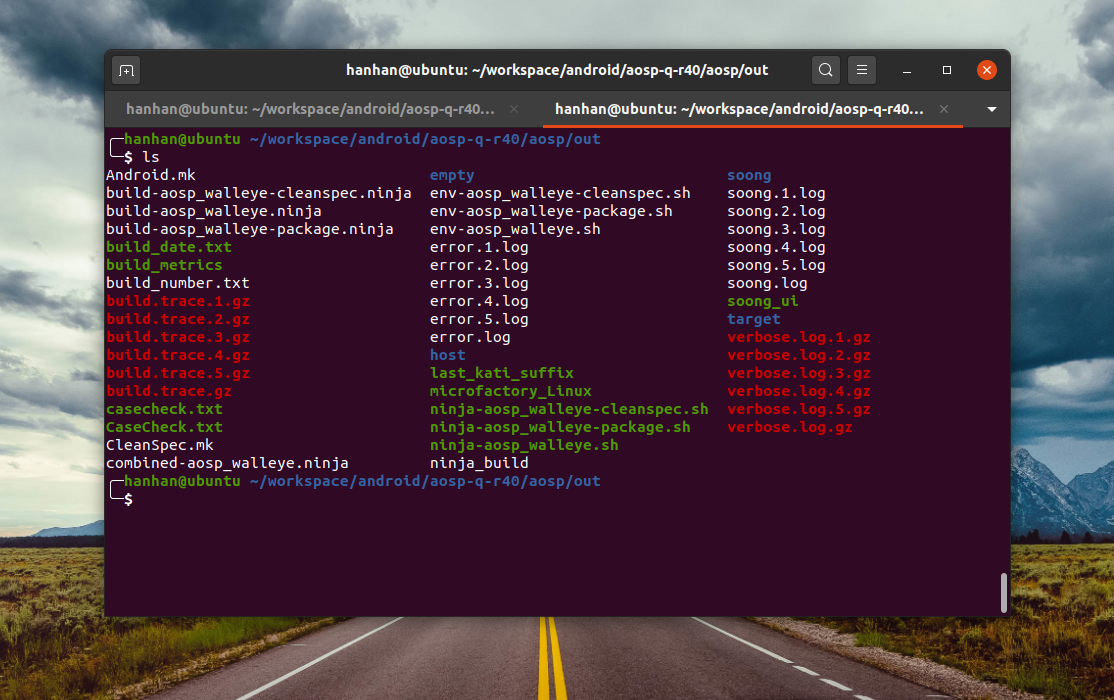 hanhan@ubuntu: ~/workspace/android/aosp-q-r40/aosp/out
hanhan@ubuntu: ~/workspace/android/aosp-q-r40... hanhan@ubuntu: ~/workspace/android/aosp-q-r40...
hanhan@ubuntu ~/workspace/android/aosp-q-r40/aosp/out
$ ls
Android.mk empty soong
build-aosp_walleye-cleanspec.ninja env-aosp_walleye-cleanspec.sh soong.1.log
build-aosp_walleye.ninja env-aosp_walleye-package.sh soong.2.log
build-aosp_walleye-package.ninja env-aosp_walleye.sh soong.3.log
build_date.txt error.1.log soong.4.log
build_metrics error.2.log soong.5.log
build_number.txt error.3.log soong.log
build.trace.1.gz error.4.log soong_ui
build.trace.2.gz error.5.log target
build.trace.3.gz error.log verbose.log.1.gz
build.trace.4.gz host verbose.log.2.gz
build.trace.5.gz last_kati_suffix verbose.log.3.gz
build.trace.gz microfactory_Linux verbose.log.4.gz
casecheck.txt ninja-aosp_walleye-cleanspec.sh verbose.log.5.gz
CaseCheck.txt ninja-aosp_walleye-package.sh verbose.log.gz
CleanSpec.mk ninja-aosp_walleye.sh
combined-aosp_walleye.ninja ninja_build
hanhan@ubuntu ~/workspace/android/aosp-q-r40/aosp/out
$